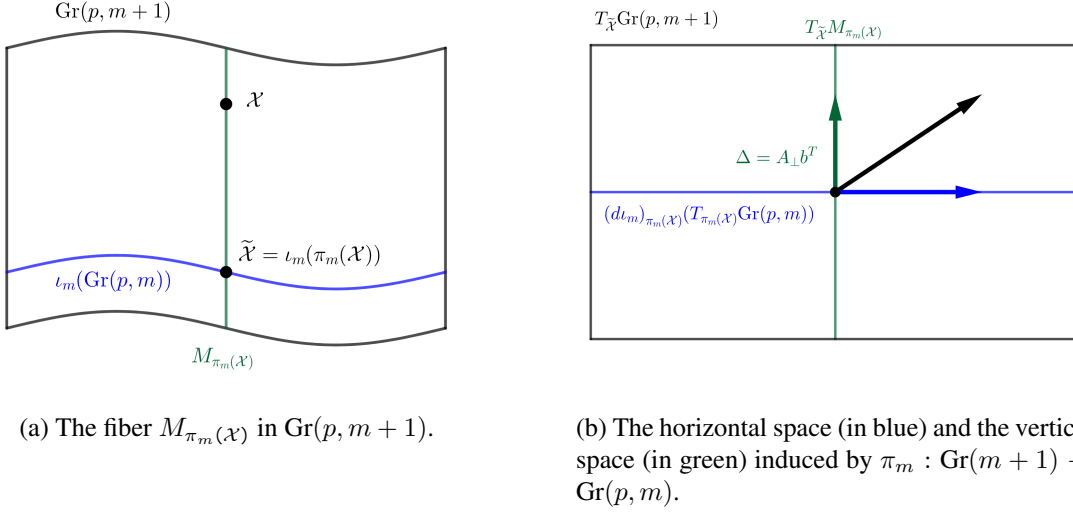 Gr(p, m + 1)
𝒳
𝒳̃ = ι_m(π_m(𝒳))
ι_m(Gr(p, m))
M_{π_m(𝒳)}
T_{𝒳̃}Gr(p, m + 1)
T_{𝒳̃}M_{π_m(𝒳)}
Δ = A_⊥b^T
(dι_m)_{π_m(𝒳)}(T_{π_m(𝒳)}Gr(p, m))
(a) The fiber M_{π_m(𝒳)} in Gr(p, m + 1).
(b) The horizontal space (in blue) and the vertic
space (in green) induced by π_m : Gr(m + 1)
Gr(p, m).